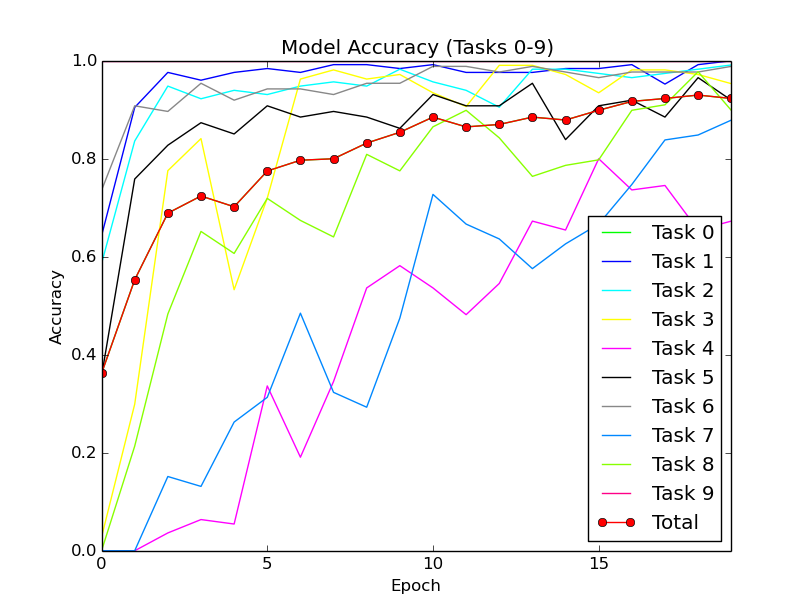 Model Accuracy (Tasks 0-9)
1.0
0.8
0.6
0.4
0.2
0.0
Accuracy
0
5
10
15
Epoch
Task 0
Task 1
Task 2
Task 3
Task 4
Task 5
Task 6
Task 7
Task 8
Task 9
Total